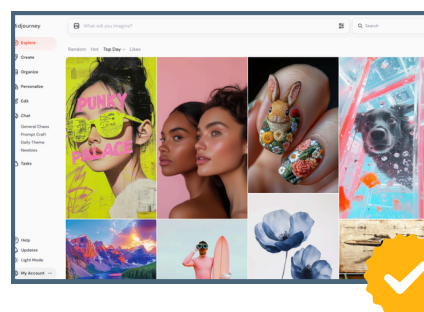 Midjourney
What will you imagine?
Search
Explore
Random Hot Top Day Likes
Create
Organize
Personalize
Edit
Chat
General Chaos
Prompt Craft
Daily Theme
Newbies
Tasks
PUNKY
PALACE
Help
Updates
Light Mode
My Account